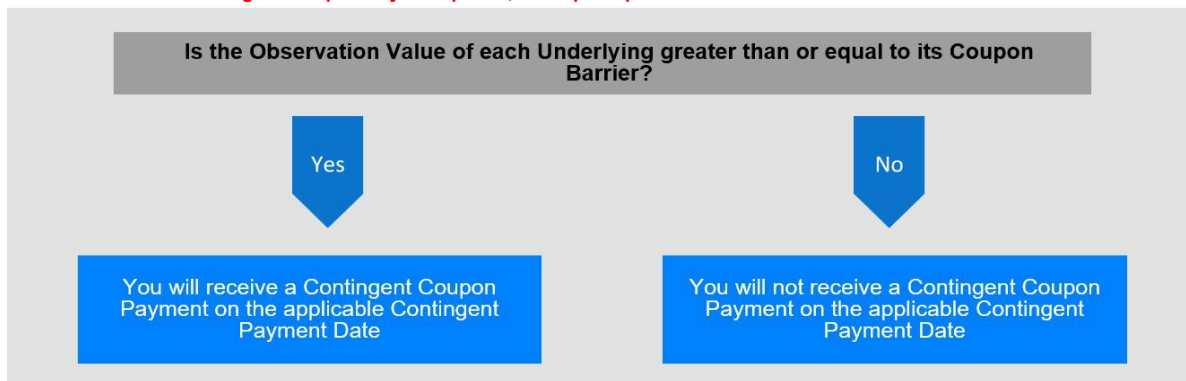 Is the Observation Value of each Underlying greater than or equal to its Coupon
Barrier?
Yes
No
You will receive a Contingent Coupon
Payment on the applicable Contingent
Payment Date
You will not receive a Contingent Coupon
Payment on the applicable Contingent
Payment Date